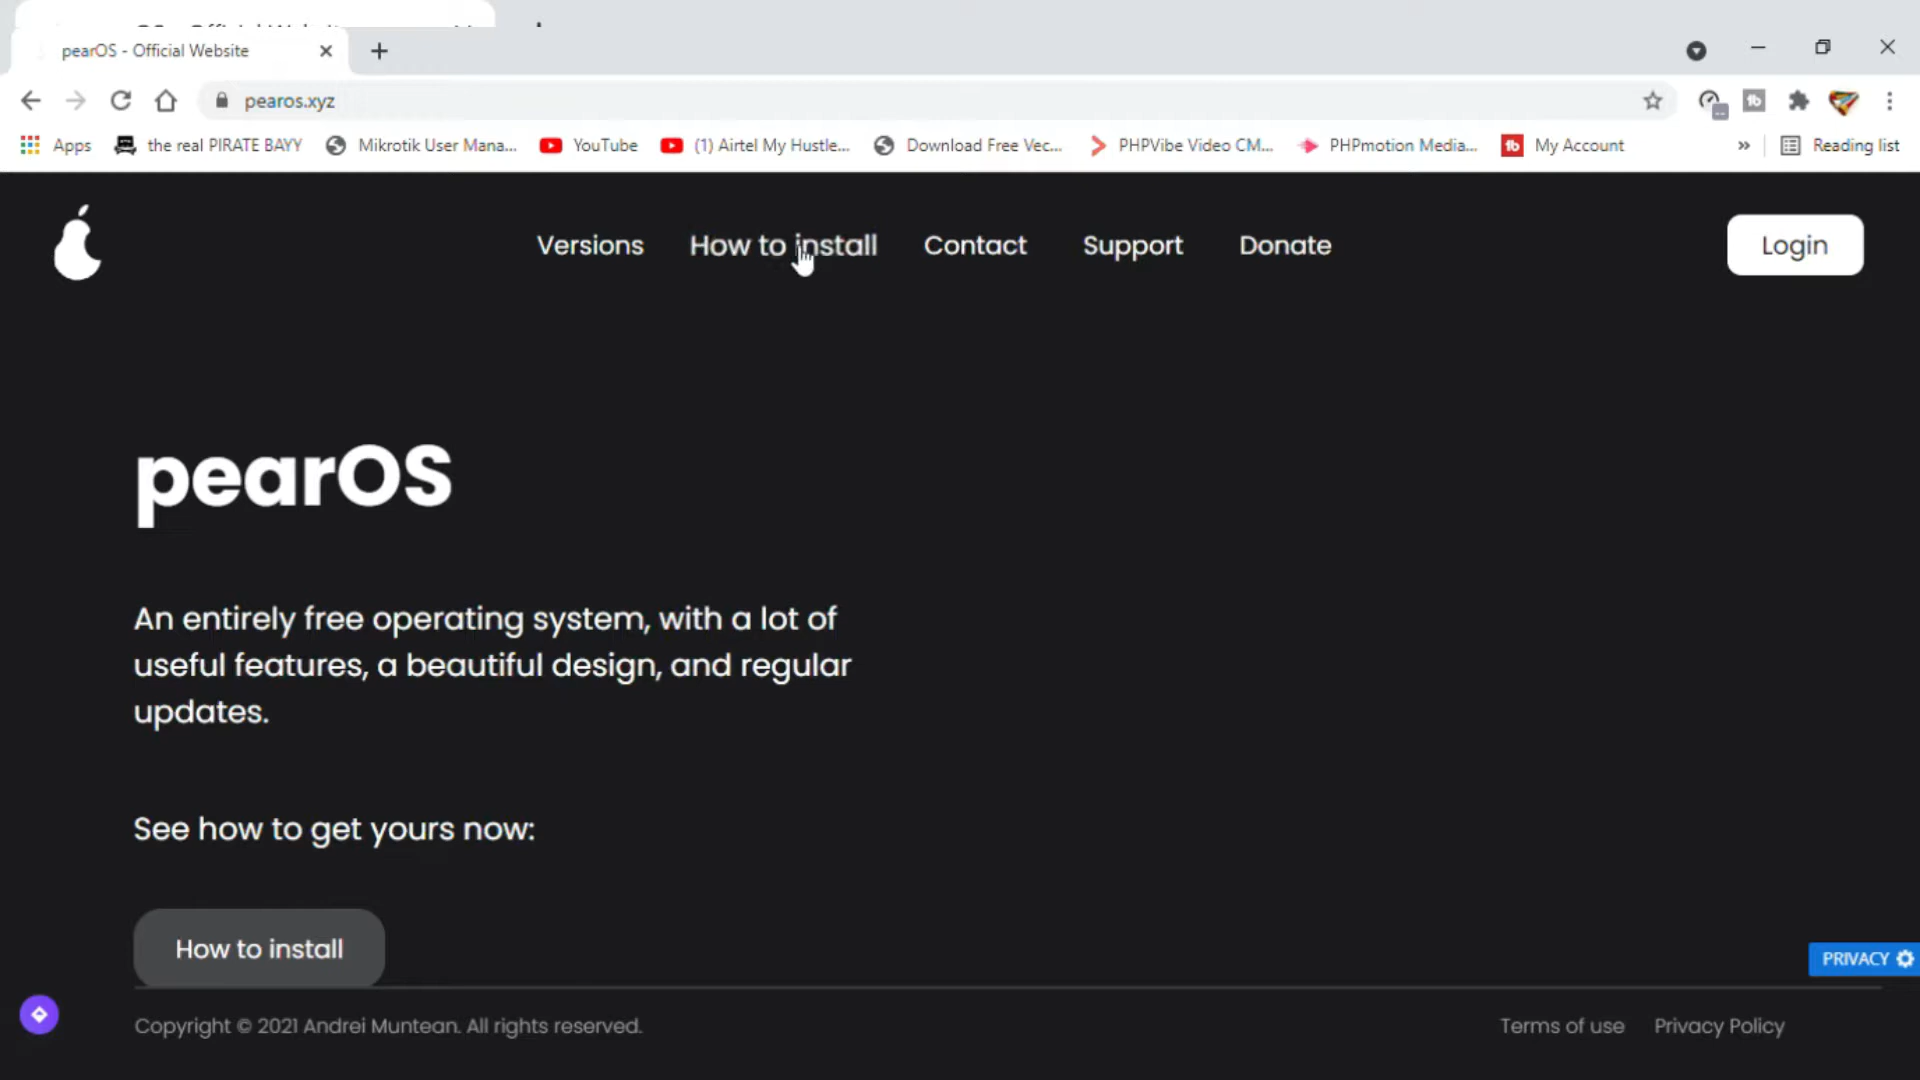 pearOS - Official Website
pearos.xyz
Apps the real PIRATE BAYY Mikrotik User Mana... YouTube (1) Airtel My Hustle... Download Free Vec... PHPVibe Video CM... PHPmotion Media... My Account » Reading list
Versions How to install Contact Support Donate Login
pearOS
An entirely free operating system, with a lot of
useful features, a beautiful design, and regular
updates.
See how to get yours now:
How to install
PRIVACY
Copyright © 2021 Andrei Muntean. All rights reserved. Terms of use Privacy Policy